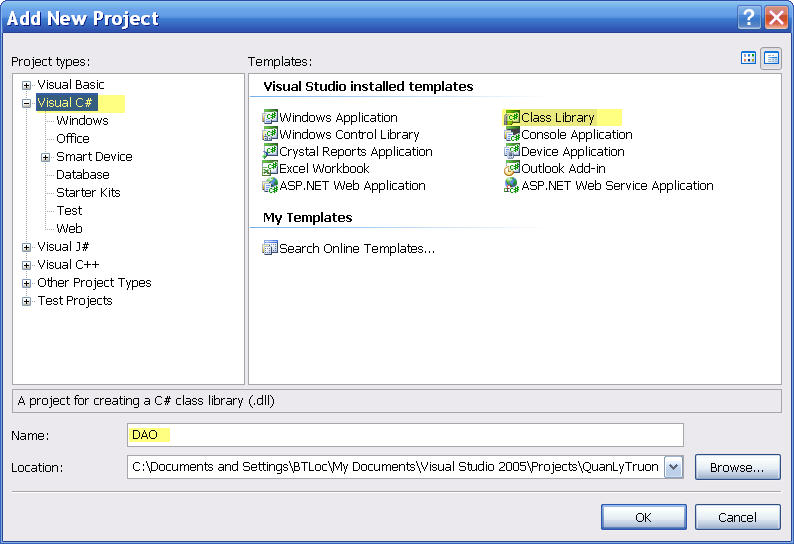 Add New Project
Project types:
Templates:
Visual Basic
Visual C#
Windows
Office
Smart Device
Database
Starter Kits
Test
Web
Visual J#
Visual C++
Other Project Types
Test Projects
Visual Studio installed templates
Windows Application
Class Library
Windows Control Library
Console Application
Crystal Reports Application
Device Application
Excel Workbook
Outlook Add-in
ASP.NET Web Application
ASP.NET Web Service Application
My Templates
Search Online Templates...
A project for creating a C# class library (.dll)
Name:
DAO
Location:
C:\Documents and Settings\BTLoc\My Documents\Visual Studio 2005\Projects\QuanLyTruon
Browse...
OK
Cancel